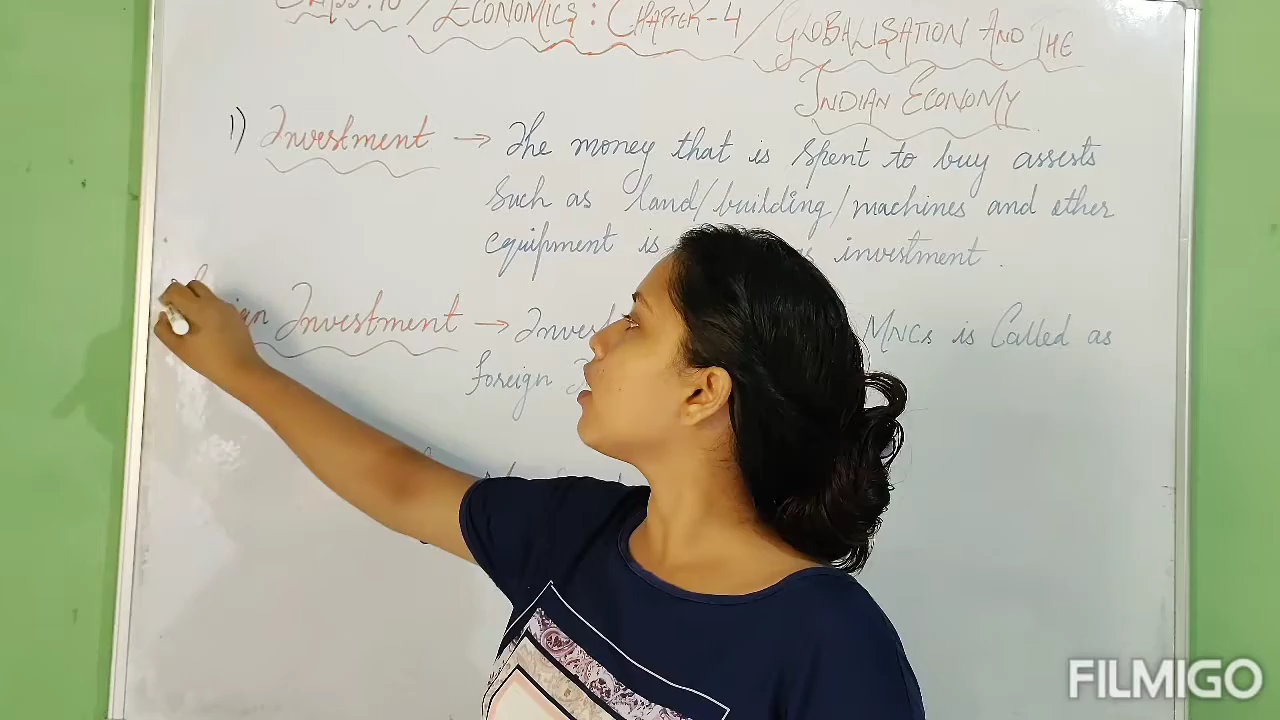 Class:10 / Economics: Chapter-4 / Globalisation And The
Indian Economy
1) Investment → The money that is spent to buy assests
Such as land/building/machines and other
equipment is investment.
Investment → MNCs is Called as
foreign
FILMIGO